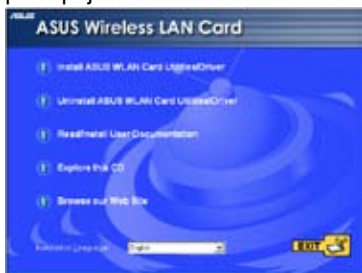 ASUS
ASUS Wireless LAN Card
Install ASUS WLAN Card Utilities/Driver
Uninstall ASUS WLAN Card Utilities/Driver
Read/Install User Documentation
Explore this CD
Browse our Web Site
Language:
English
EXIT